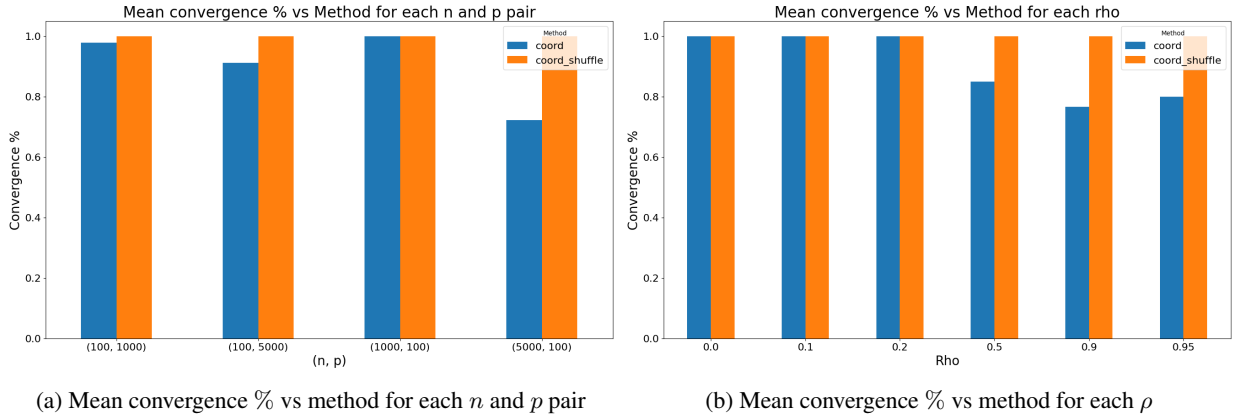 Mean convergence % vs Method for each n and p pair
Method
coord
coord_shuffle
Convergence %
1.0
0.8
0.6
0.4
0.2
0.0
(100, 1000)
(100, 5000)
(1000, 100)
(5000, 100)
(n, p)
(a) Mean convergence % vs method for each n and p pair
Mean convergence % vs Method for each rho
Method
coord
coord_shuffle
Convergence %
1.0
0.8
0.6
0.4
0.2
0.0
0.0
0.1
0.2
0.5
0.9
0.95
Rho
(b) Mean convergence % vs method for each ρ